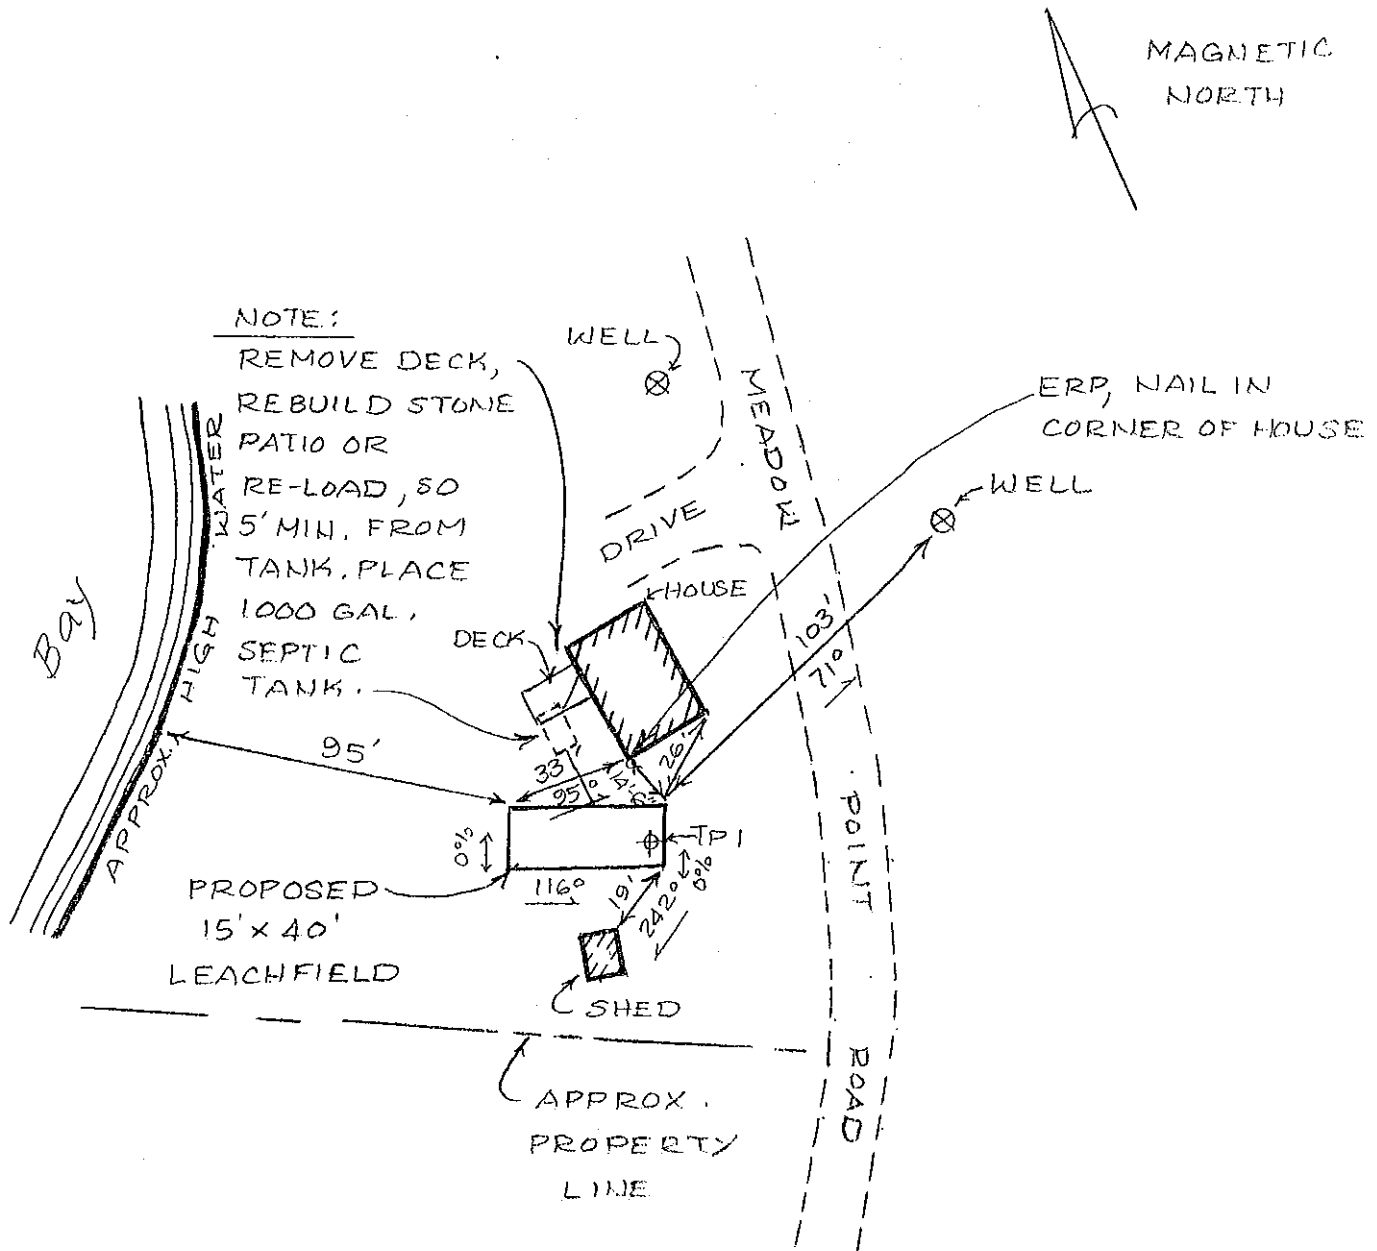 MAGNETIC
NORTH
NOTE:
REMOVE DECK,
REBUILD STONE
PATIO OR
RE-LOAD, SO
5' MIN. FROM
TANK. PLACE
1000 GAL.
SEPTIC
TANK.
WELL
ERP, NAIL IN
CORNER OF HOUSE
WELL
MEADOW POINT ROAD
DRIVE
HOUSE
DECK
Bay
APPROX. HIGH WATER
95'
103'
71°
33'
95°
26'
14'
TP1
0%
0%
116°
19'
242°
PROPOSED
15' X 40'
LEACHFIELD
SHED
APPROX.
PROPERTY
LINE